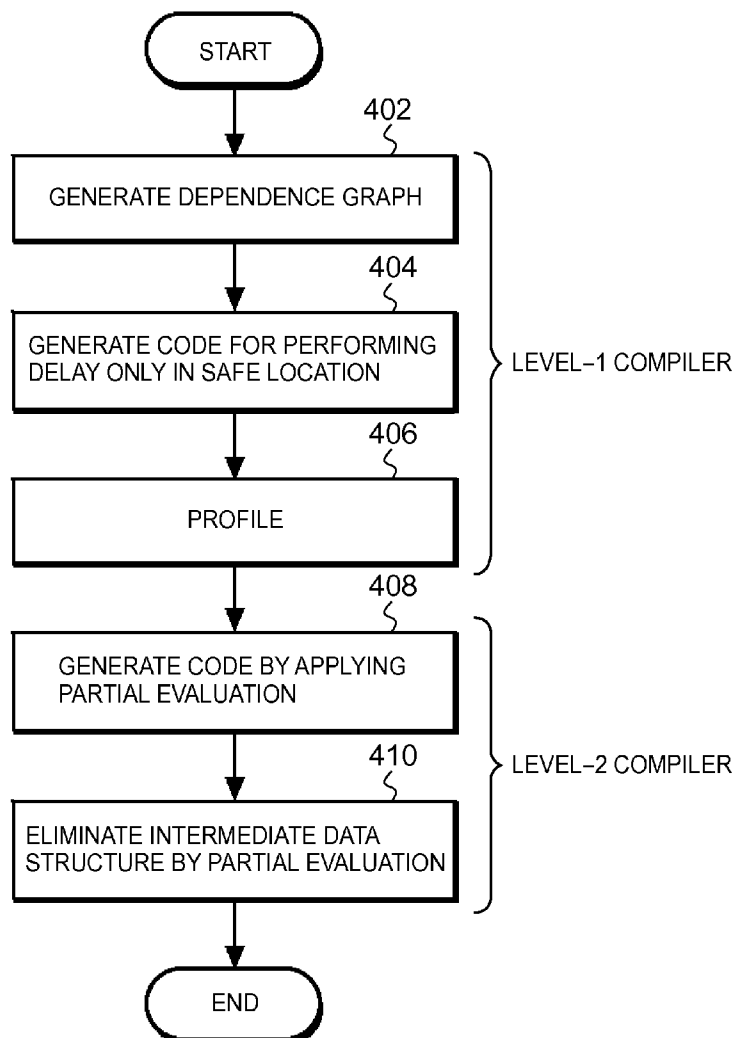 START
402
GENERATE DEPENDENCE GRAPH
404
GENERATE CODE FOR PERFORMING
DELAY ONLY IN SAFE LOCATION
LEVEL-1 COMPILER
406
PROFILE
408
GENERATE CODE BY APPLYING
PARTIAL EVALUATION
LEVEL-2 COMPILER
410
ELIMINATE INTERMEDIATE DATA
STRUCTURE BY PARTIAL EVALUATION
END